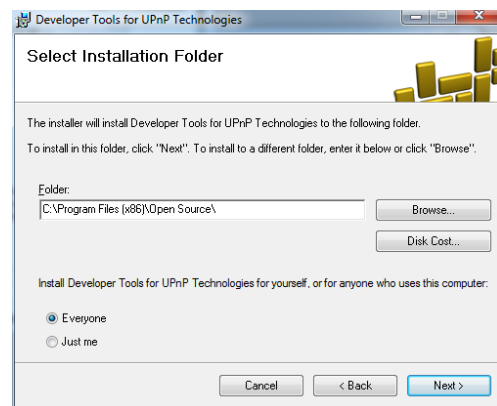 Developer Tools for UPnP Technologies
Select Installation Folder
The installer will install Developer Tools for UPnP Technologies to the following folder.
To install in this folder, click "Next". To install to a different folder, enter it below or click "Browse".
Folder:
C:\Program Files (x86)\Open Source\
Browse...
Disk Cost...
Install Developer Tools for UPnP Technologies for yourself, or for anyone who uses this computer:
Everyone
Just me
Cancel
< Back
Next >